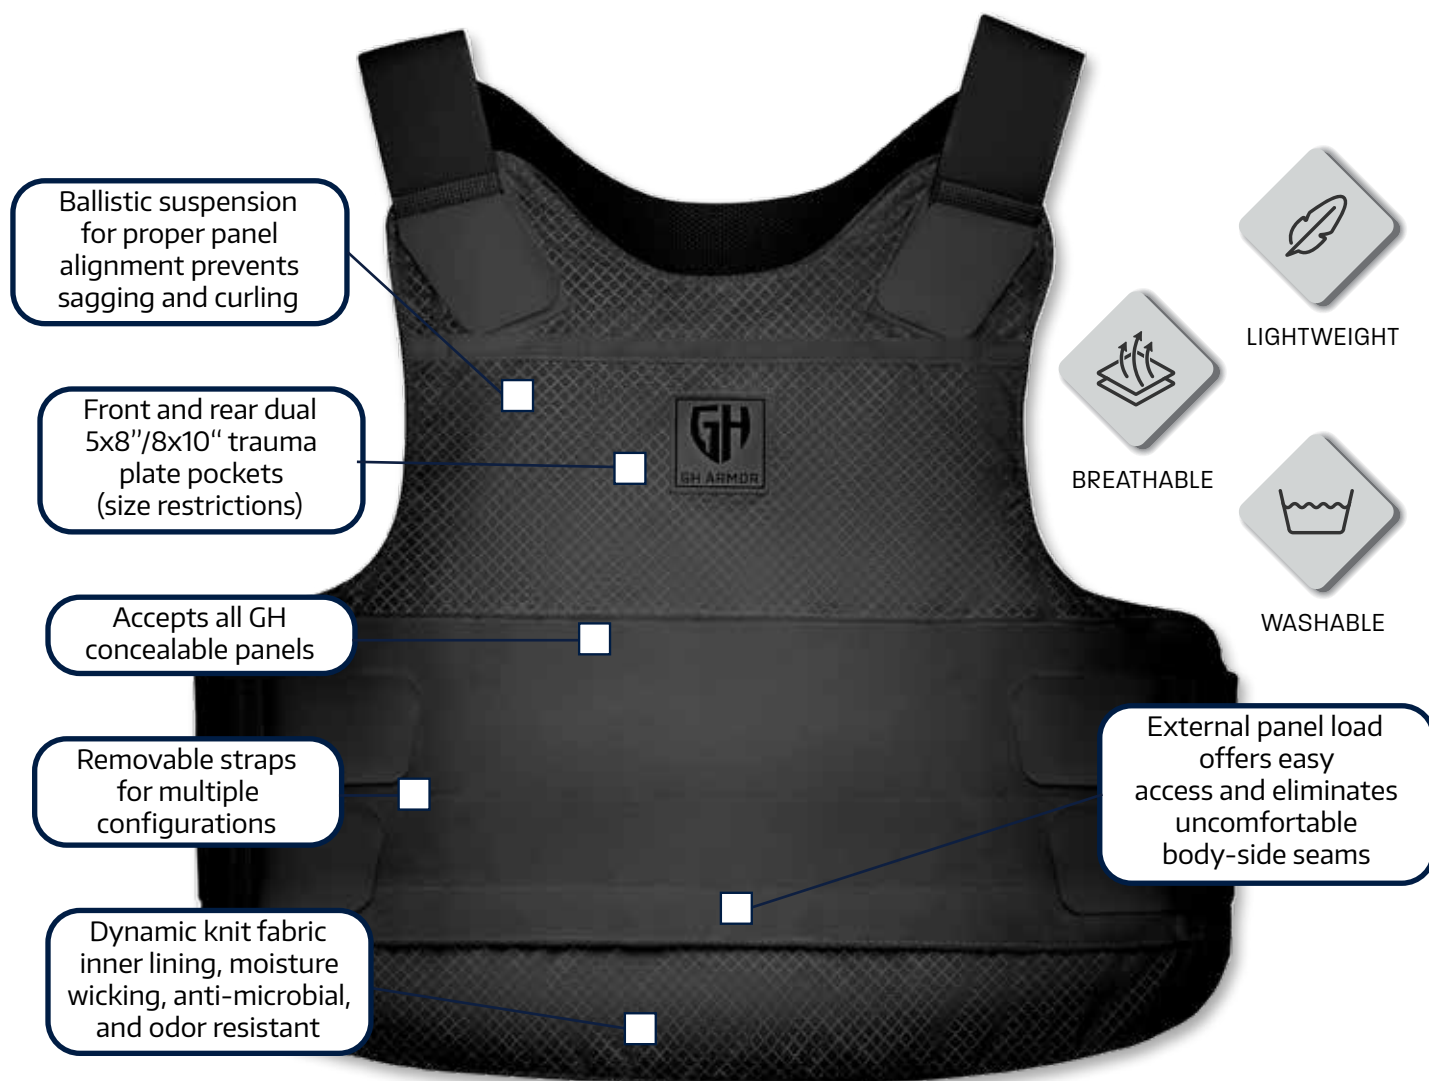 Ballistic suspension
for proper panel
alignment prevents
sagging and curling
Front and rear dual
5x8”/8x10“ trauma
plate pockets
(size restrictions)
Accepts all GH
concealable panels
Removable straps
for multiple
configurations
Dynamic knit fabric
inner lining, moisture
wicking, anti-microbial,
and odor resistant
GH
GH ARMOR
LIGHTWEIGHT
BREATHABLE
WASHABLE
External panel load
offers easy
access and eliminates
uncomfortable
body-side seams